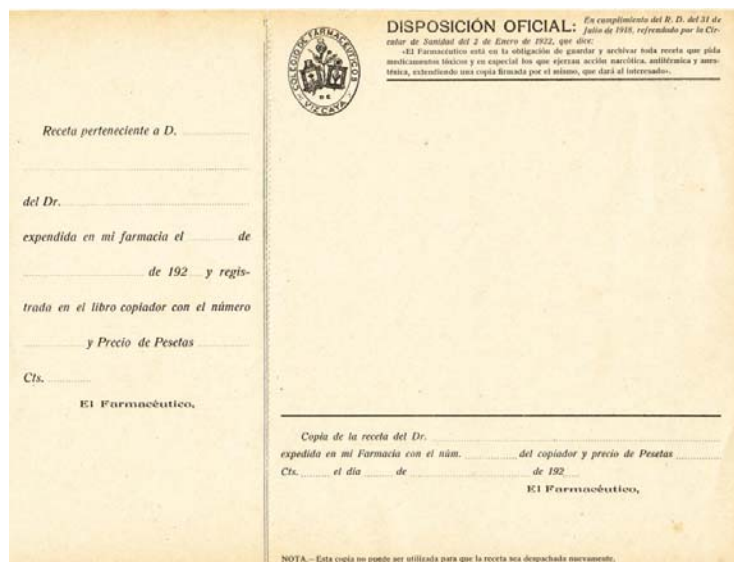 Receta perteneciente a D.
del Dr.
expendida en mi farmacia el de
de 192 y regis-
trada en el libro copiador con el número
y Precio de Pesetas
Cts.
El Farmacéutico,
COLEGIO DE FARMACEUTICOS
DE
VIZCAYA
DISPOSICIÓN OFICIAL: En cumplimiento del R. D. del 31 de
Julio de 1918, refrendado por la Cir-
cular de Sanidad del 2 de Enero de 1922, que dice:
«El Farmacéutico está en la obligación de guardar y archivar toda receta que pida
medicamentos tóxicos y en especial los que ejerzan acción narcótica, antitérmica y anes-
tésica, extendiendo una copia firmada por el mismo, que dará al interesado».
Copia de la receta del Dr.
expedida en mi Farmacia con el núm. del copiador y precio de Pesetas
Cts. el día de de 192
El Farmacéutico,
NOTA.—Esta copia no puede ser utilizada para que la receta sea despachada nuevamente.